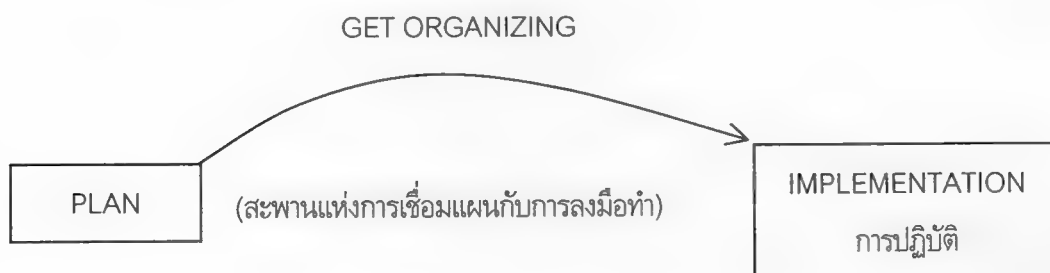 GET ORGANIZING
PLAN
(สะพานแห่งการเชื่อมแผนกับการลงมือทำ)
IMPLEMENTATION
การปฏิบัติ